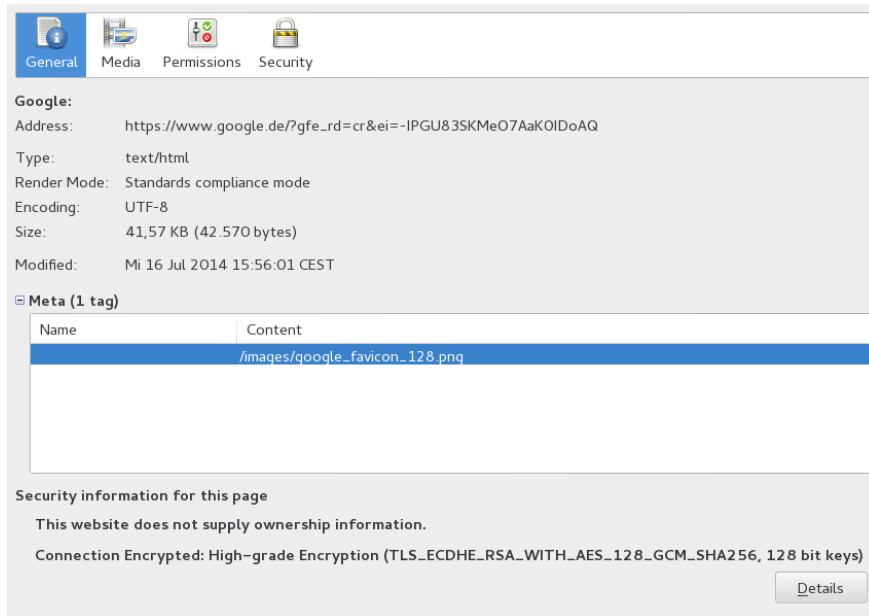 General Media Permissions Security
Google:
Address: https://www.google.de/?gfe_rd=cr&ei=-IPGU83SKMeO7AaK0IDoAQ
Type: text/html
Render Mode: Standards compliance mode
Encoding: UTF-8
Size: 41,57 KB (42.570 bytes)
Modified: Mi 16 Jul 2014 15:56:01 CEST
Meta (1 tag)
Name Content
/images/google_favicon_128.png
Security information for this page
This website does not supply ownership information.
Connection Encrypted: High-grade Encryption (TLS_ECDHE_RSA_WITH_AES_128_GCM_SHA256, 128 bit keys)
Details